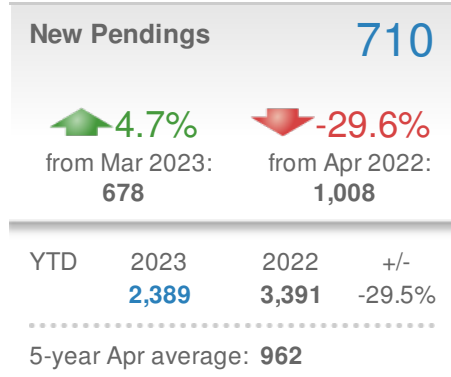 New Pendings 710
4.7% -29.6%
from Mar 2023: from Apr 2022:
678 1,008
YTD 2023 2022 +/-
2,389 3,391 -29.5%
5-year Apr average: 962